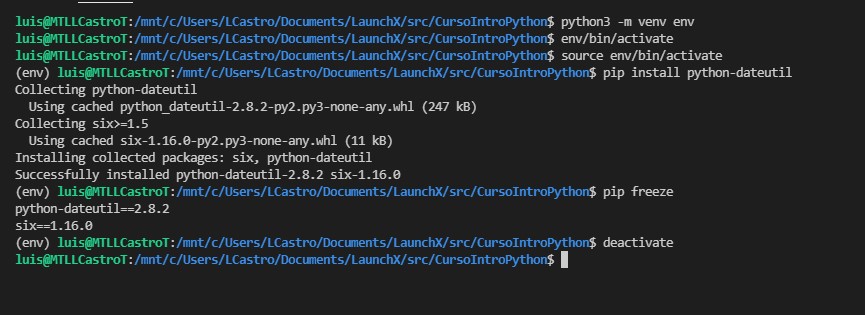 luis@MTLLCastroT:/mnt/c/Users/LCastro/Documents/LaunchX/src/CursoIntroPython$ python3 -m venv env
luis@MTLLCastroT:/mnt/c/Users/LCastro/Documents/LaunchX/src/CursoIntroPython$ env/bin/activate
luis@MTLLCastroT:/mnt/c/Users/LCastro/Documents/LaunchX/src/CursoIntroPython$ source env/bin/activate
(env) luis@MTLLCastroT:/mnt/c/Users/LCastro/Documents/LaunchX/src/CursoIntroPython$ pip install python-dateutil
Collecting python-dateutil
  Using cached python_dateutil-2.8.2-py2.py3-none-any.whl (247 kB)
Collecting six>=1.5
  Using cached six-1.16.0-py2.py3-none-any.whl (11 kB)
Installing collected packages: six, python-dateutil
Successfully installed python-dateutil-2.8.2 six-1.16.0
(env) luis@MTLLCastroT:/mnt/c/Users/LCastro/Documents/LaunchX/src/CursoIntroPython$ pip freeze
python-dateutil==2.8.2
six==1.16.0
(env) luis@MTLLCastroT:/mnt/c/Users/LCastro/Documents/LaunchX/src/CursoIntroPython$ deactivate
luis@MTLLCastroT:/mnt/c/Users/LCastro/Documents/LaunchX/src/CursoIntroPython$